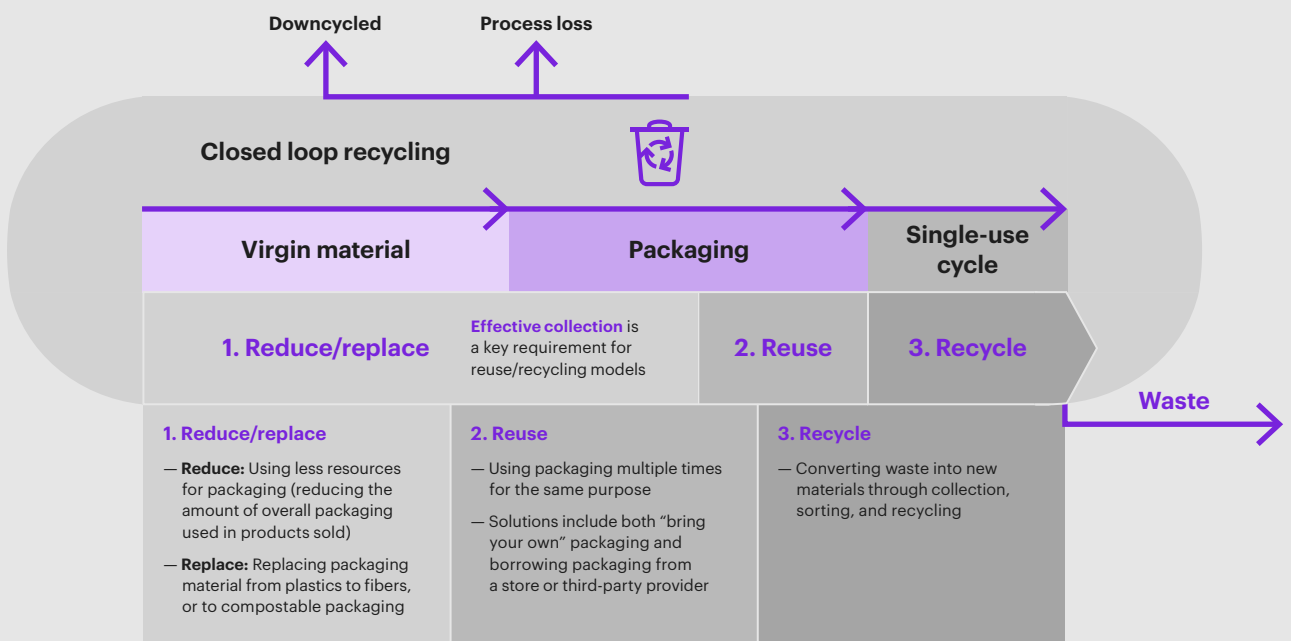 Downcycled
Process loss
Closed loop recycling
Virgin material
Packaging
Single-use
cycle
1. Reduce/replace
Effective collection is
a key requirement for
reuse/recycling models
2. Reuse
3. Recycle
Waste
1. Reduce/replace
— Reduce: Using less resources
for packaging (reducing the
amount of overall packaging
used in products sold)
— Replace: Replacing packaging
material from plastics to fibers,
or to compostable packaging
2. Reuse
— Using packaging multiple times
for the same purpose
— Solutions include both “bring
your own” packaging and
borrowing packaging from
a store or third-party provider
3. Recycle
— Converting waste into new
materials through collection,
sorting, and recycling